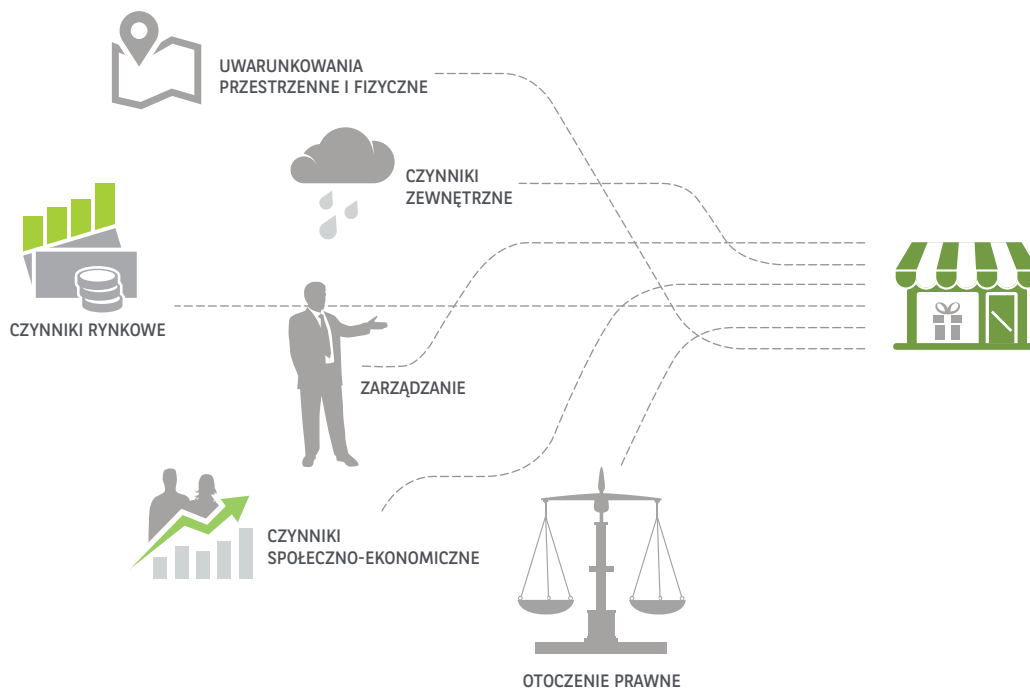 UWARUNKOWANIA
PRZESTRZENNE I FIZYCZNE
CZYNNIKI
ZEWNĘTRZNE
CZYNNIKI RYNKOWE
ZARZĄDZANIE
CZYNNIKI
SPOŁECZNO-EKONOMICZNE
OTOCZENIE PRAWNE